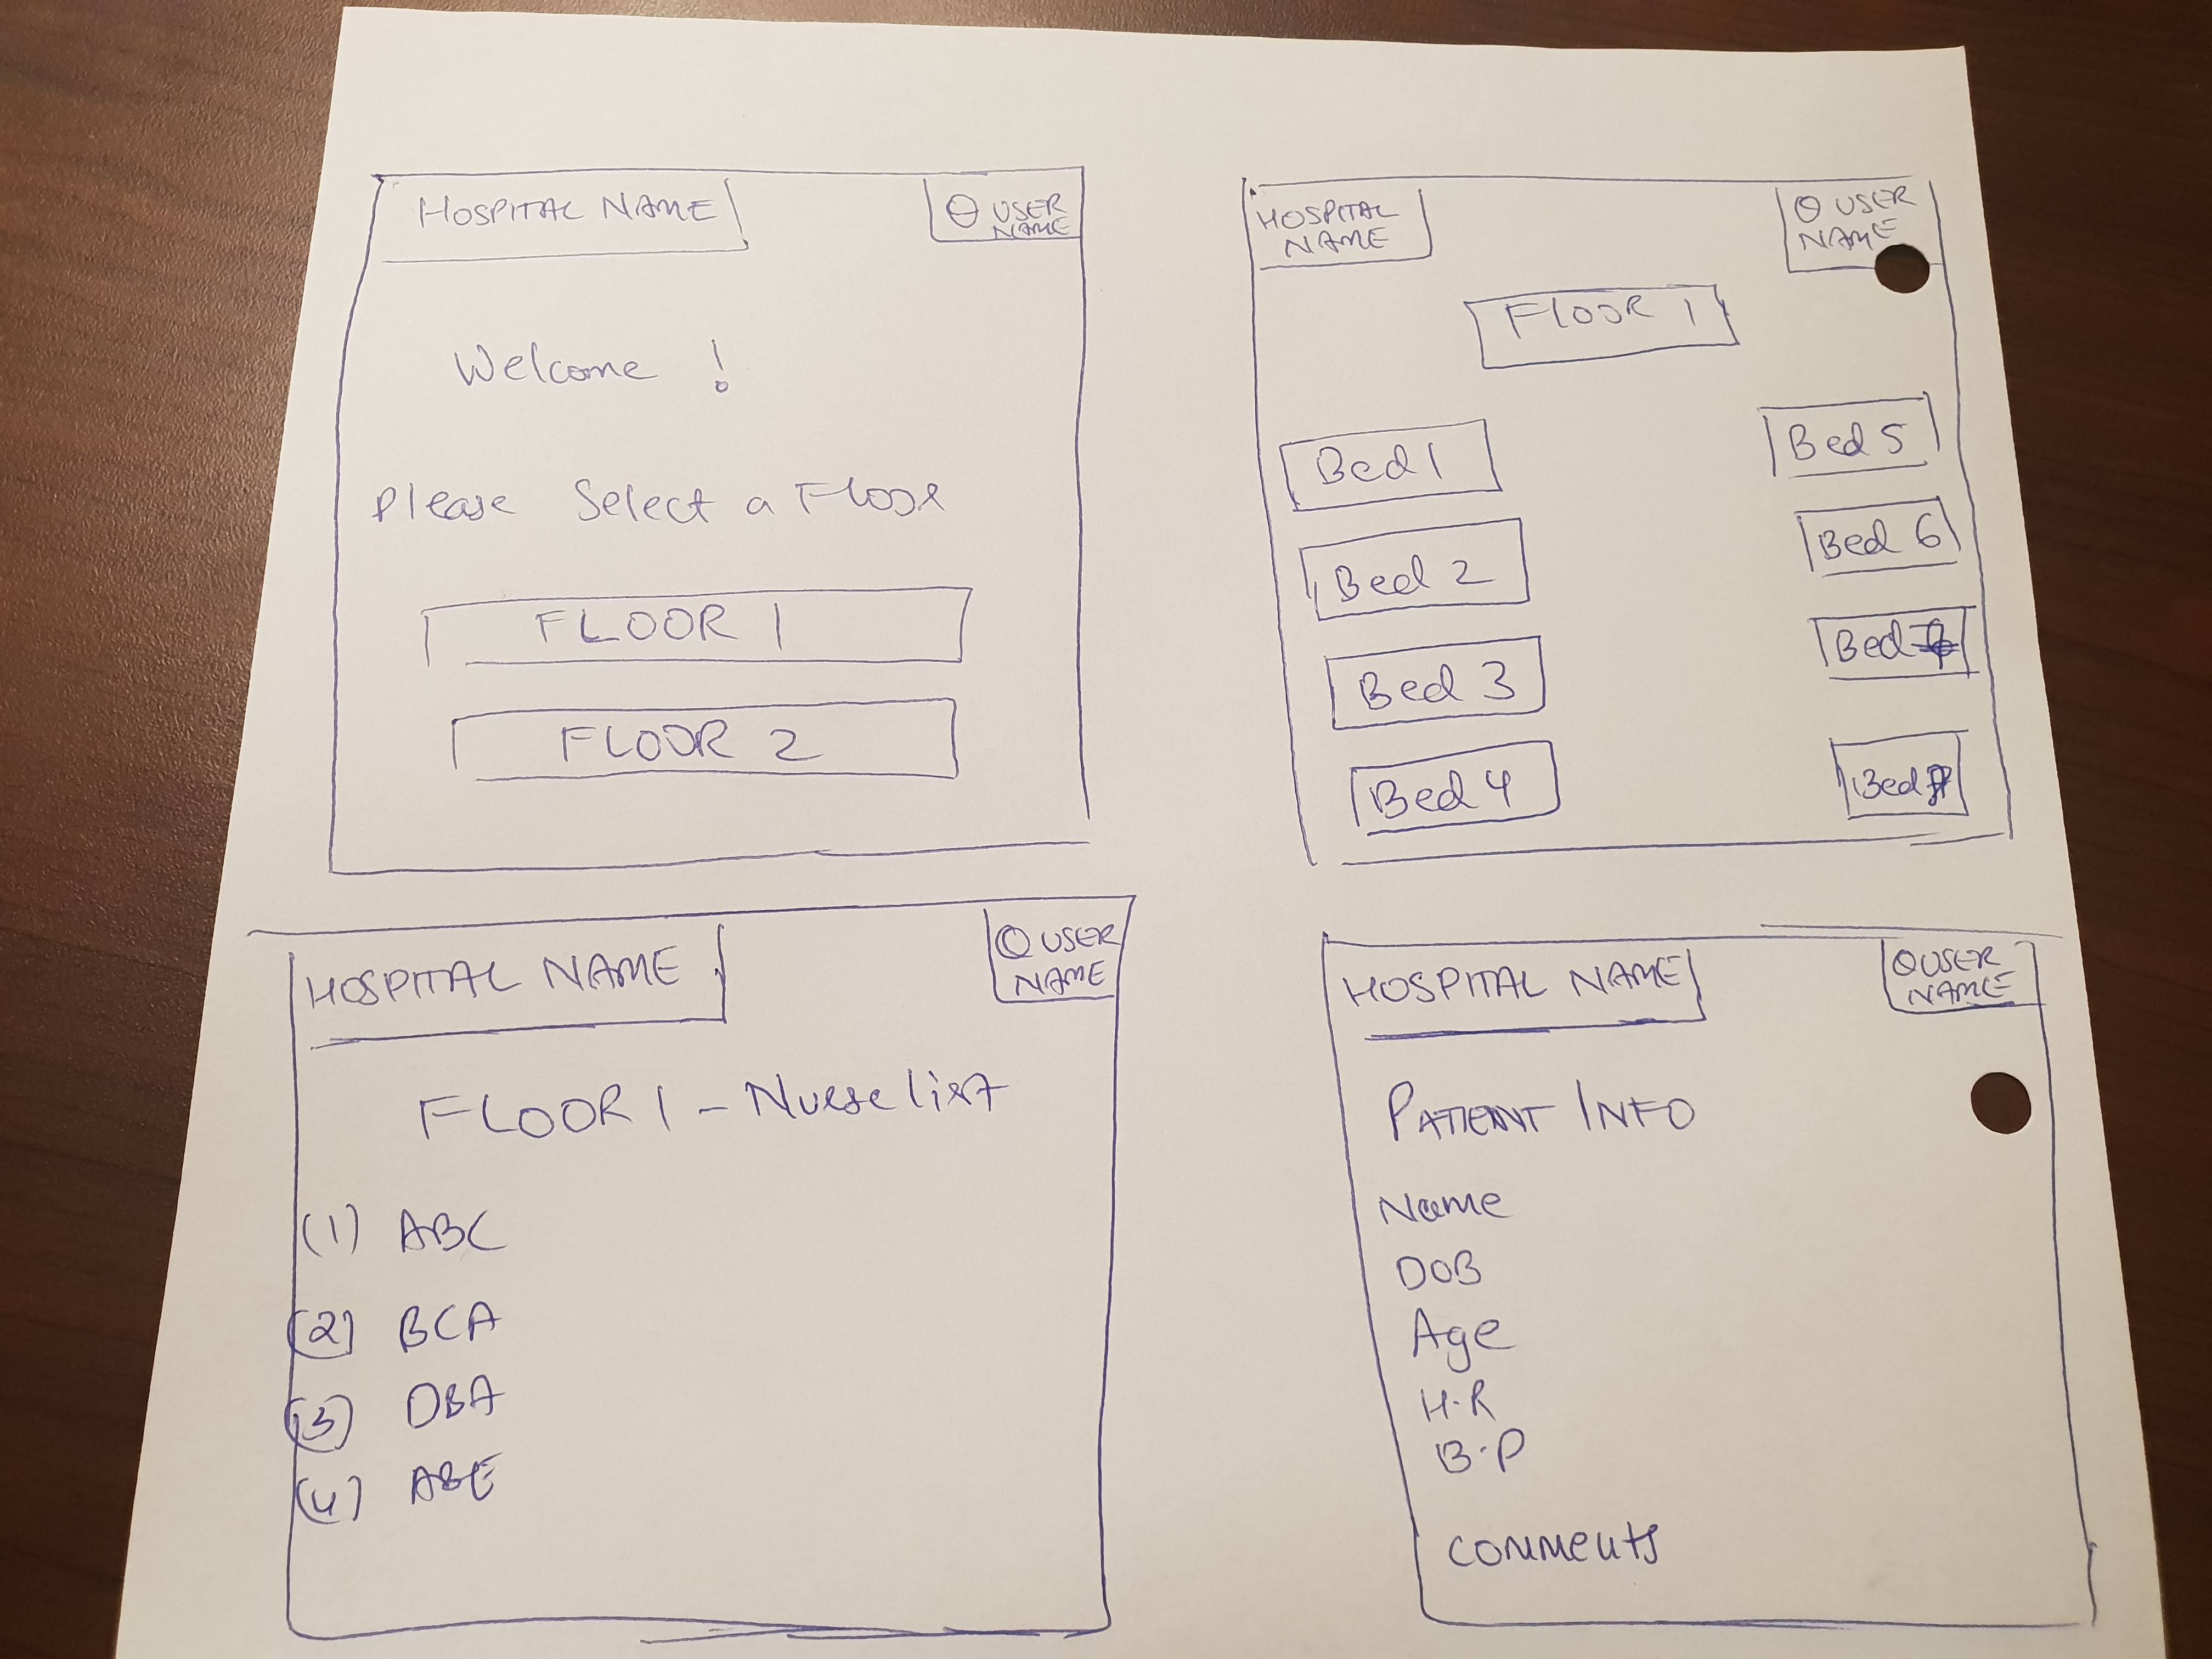 HOSPITAL NAME
USER
NAME
Welcome !
Please Select a Floor
FLOOR 1
FLOOR 2
HOSPITAL
NAME
USER
NAME
FLOOR 1
Bed 1
Bed 2
Bed 3
Bed 4
Bed 5
Bed 6
Bed
Bed
HOSPITAL NAME
USER
NAME
FLOOR 1 - Nurse list
(1) ABC
(2) BCA
(3) DBA
(4) ABE
HOSPITAL NAME
USER
NAME
PATIENT INFO
Name
DOB
Age
H.R
B.P
Comments